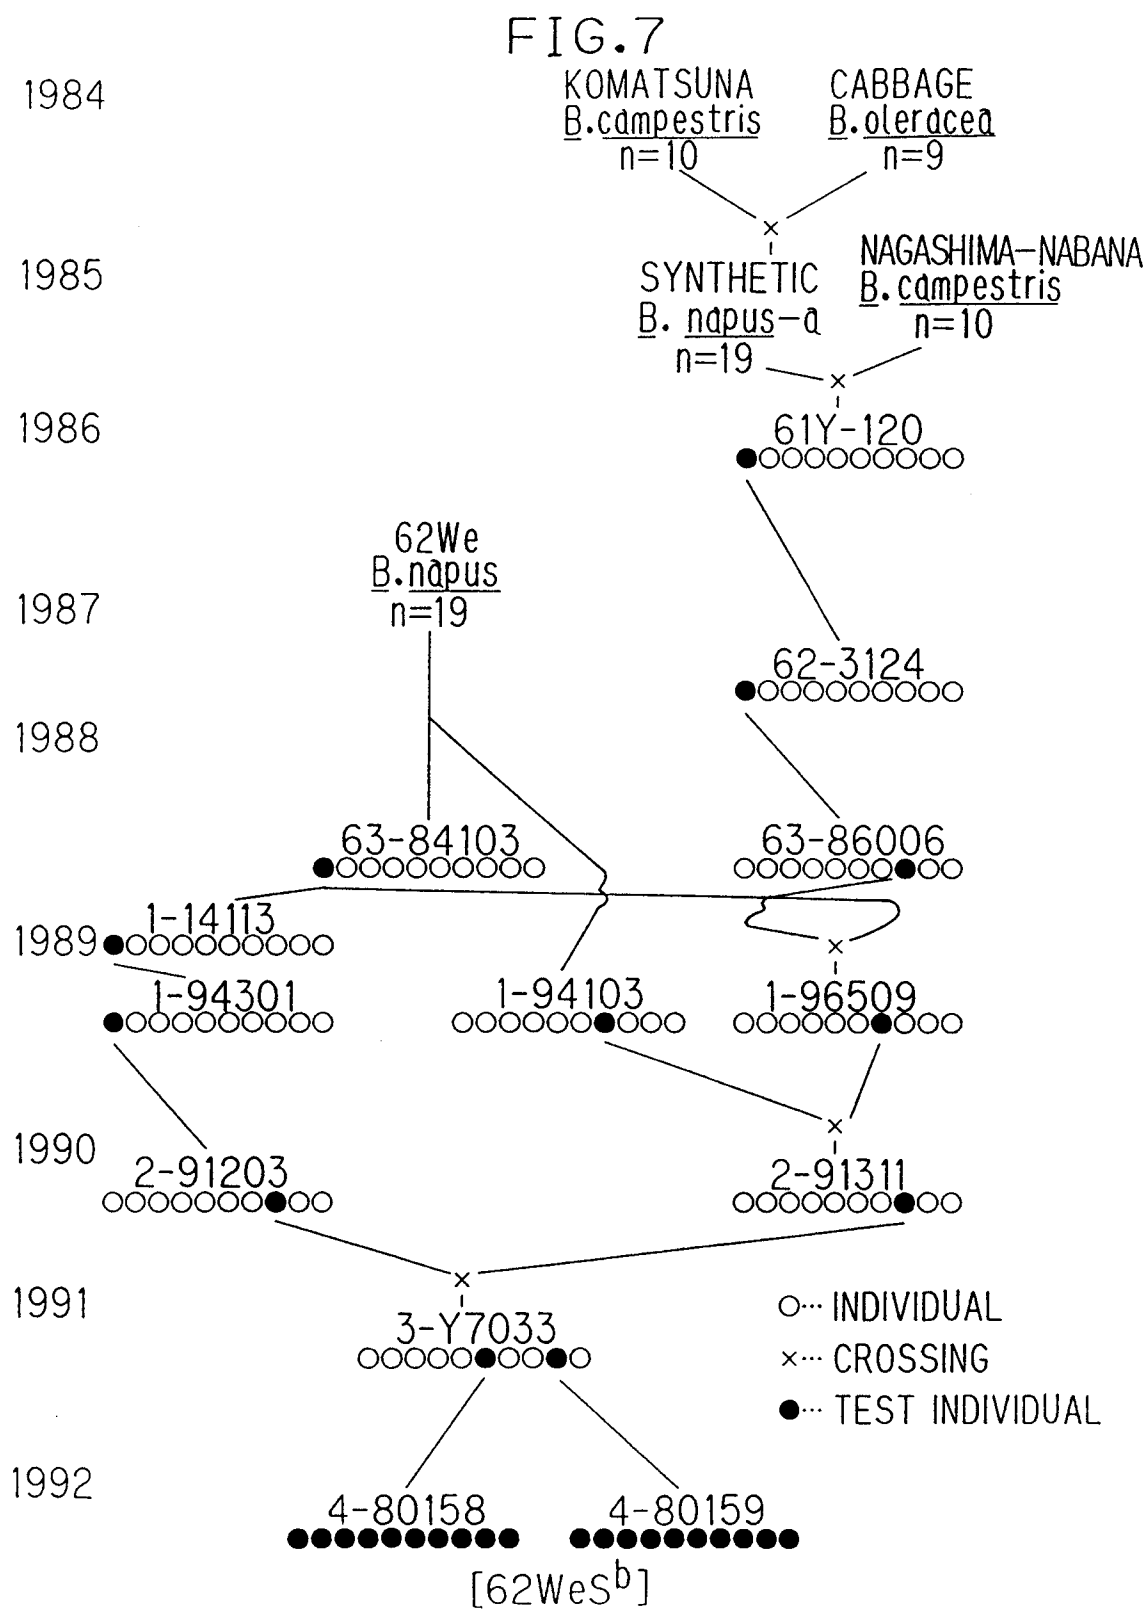 FIG.7
1984
KOMATSUNA
B.campestris
n=10
CABBAGE
B.oleracea
n=9
×
1985
SYNTHETIC
B. napus-a
n=19
NAGASHIMA-NABANA
B.campestris
n=10
×
1986
61Y-120
62We
B.napus
n=19
1987
62-3124
1988
63-84103
63-86006
1-14113
1989
×
1-94301
1-94103
1-96509
×
1990
2-91203
2-91311
×
1991
3-Y7033
○··· INDIVIDUAL
×··· CROSSING
●··· TEST INDIVIDUAL
1992
4-80158
4-80159
[62WeSᵇ]